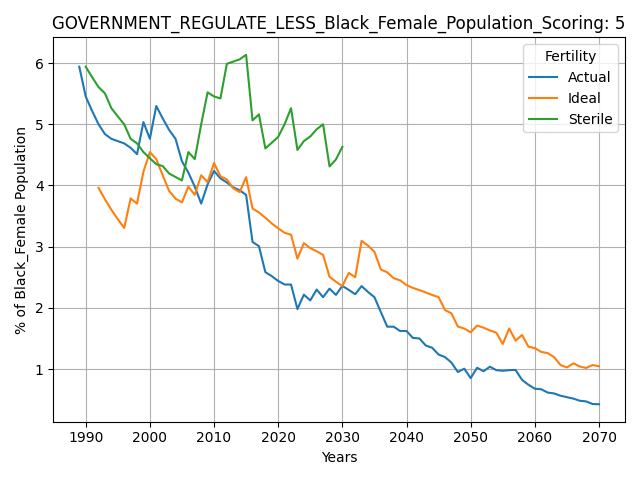 GOVERNMENT_REGULATE_LESS_Black_Female_Population_Scoring: 5
Fertility
Actual
Ideal
Sterile
% of Black_Female Population
6
5
4
3
2
1
1990 2000 2010 2020 2030 2040 2050 2060 2070
Years